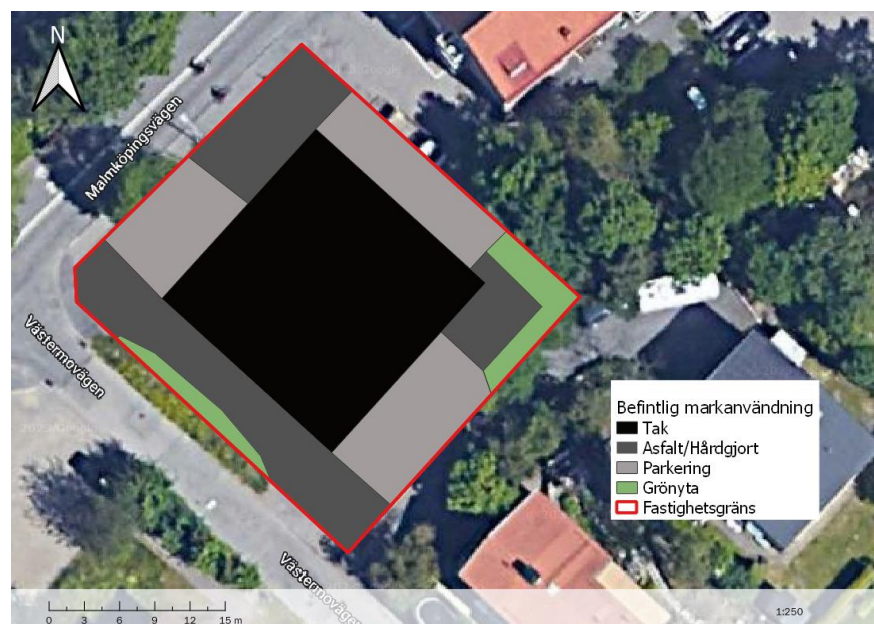 N
Malmköpingsvägen
Västermovägen
Västermovägen
Befintlig markanvändning
Tak
Asfalt/Hårdgjort
Parkering
Grönyta
Fastighetsgräns
0 3 6 9 12 15 m
1:250